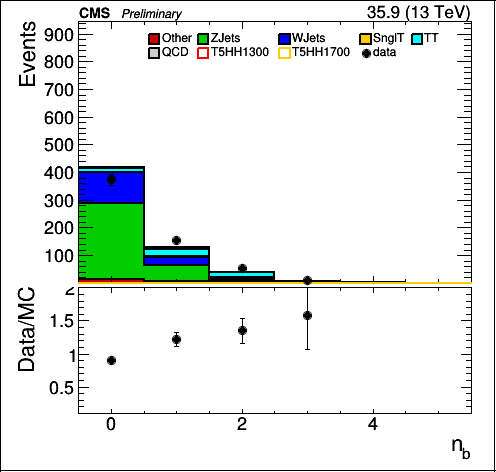 CMS Preliminary 35.9 (13 TeV)
Other ZJets WJets SnglT TT
QCD T5HH1300 T5HH1700 data
Events
900
800
700
600
500
400
300
200
100
Data/MC
2
1.5
1
0.5
0 2 4
n_b